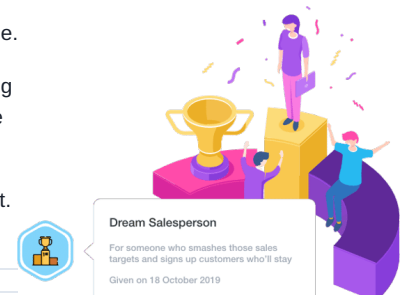 e.
g
e
t.
Dream Salesperson
For someone who smashes those sales
targets and signs up customers who'll stay
Given on 18 October 2019